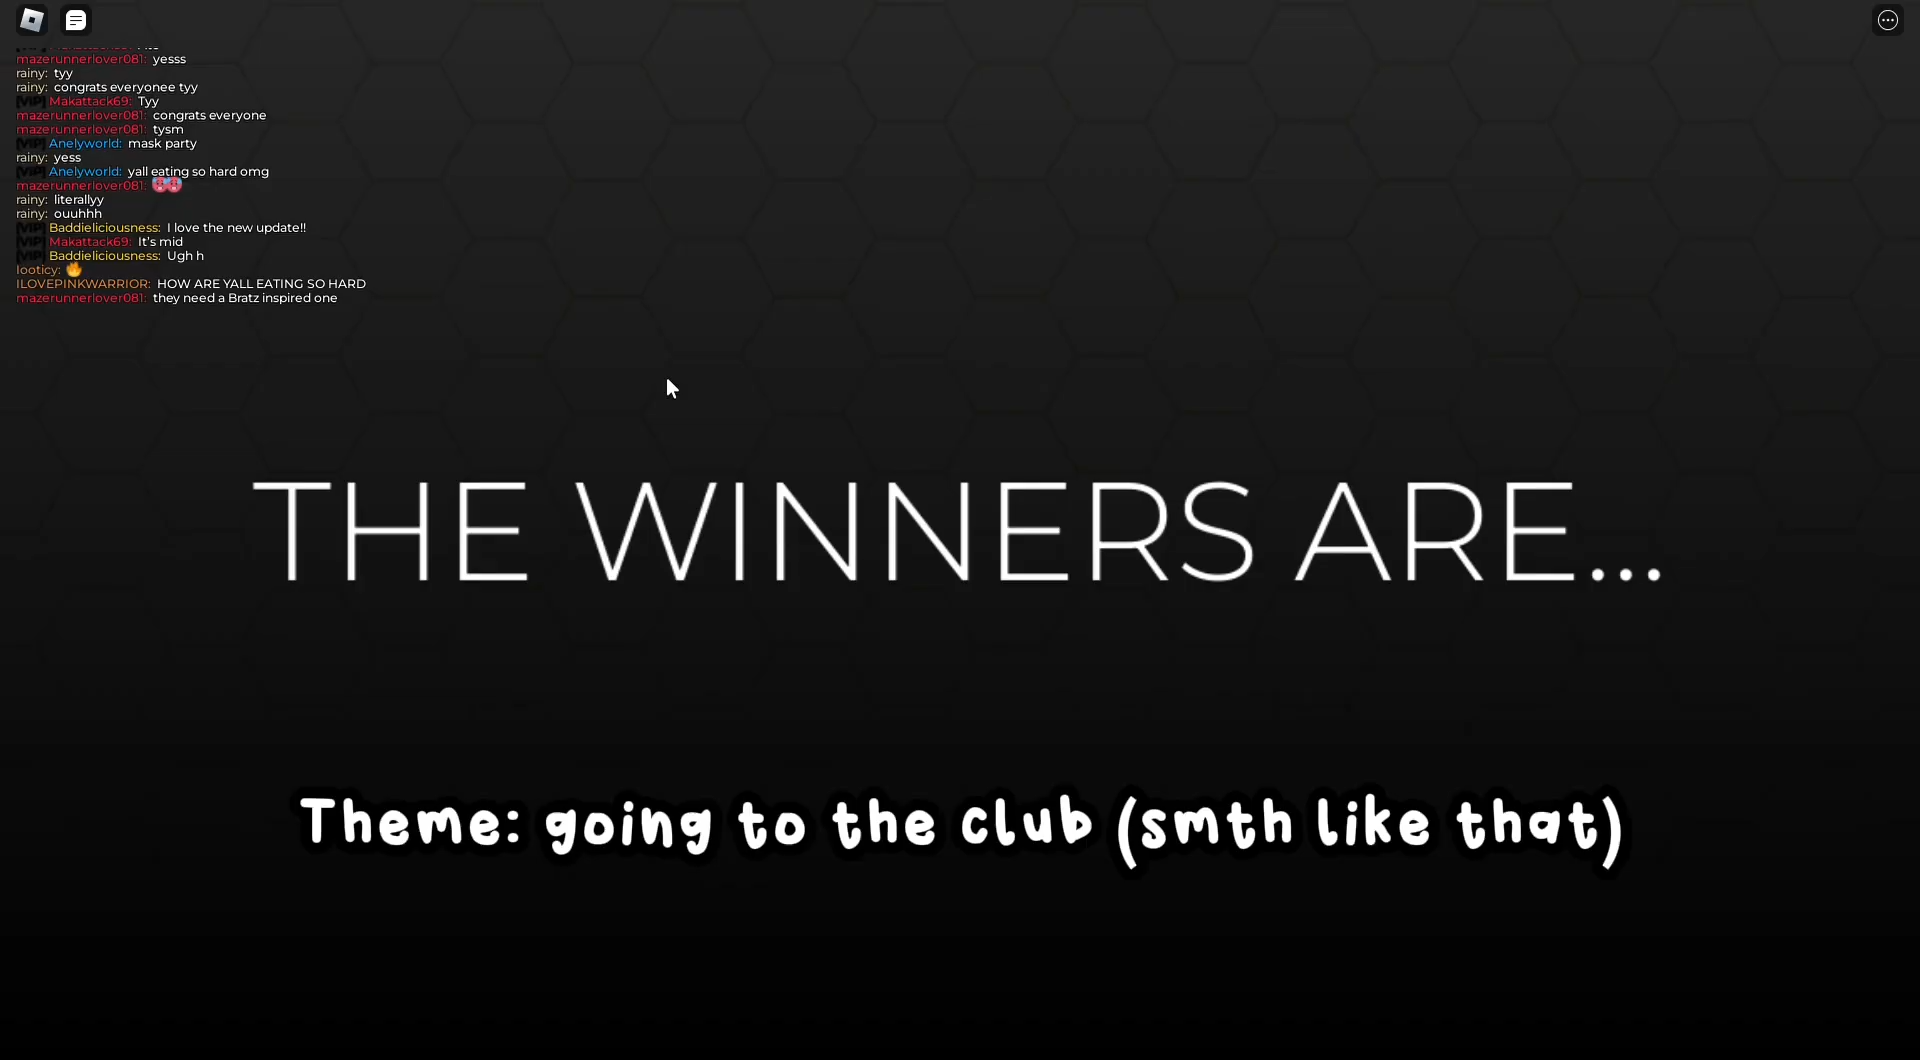 mazerunnerlover081: yesss
rainy: tyy
rainy: congrats everyonee tyy
[VIP] Makattack69: Tyy
mazerunnerlover081: congrats everyone
mazerunnerlover081: tysm
[VIP] Anelyworld: mask party
rainy: yess
[VIP] Anelyworld: yall eating so hard omg
mazerunnerlover081: 🥵🥵
rainy: literallyy
rainy: ouuhhh
[VIP] Baddieliciousness: I love the new update!!
[VIP] Makattack69: It's mid
[VIP] Baddieliciousness: Ugh h
looticy: 🔥
ILOVEPINKWARRIOR: HOW ARE YALL EATING SO HARD
mazerunnerlover081: they need a Bratz inspired one
THE WINNERS ARE...
Theme: going to the club (smth like that)